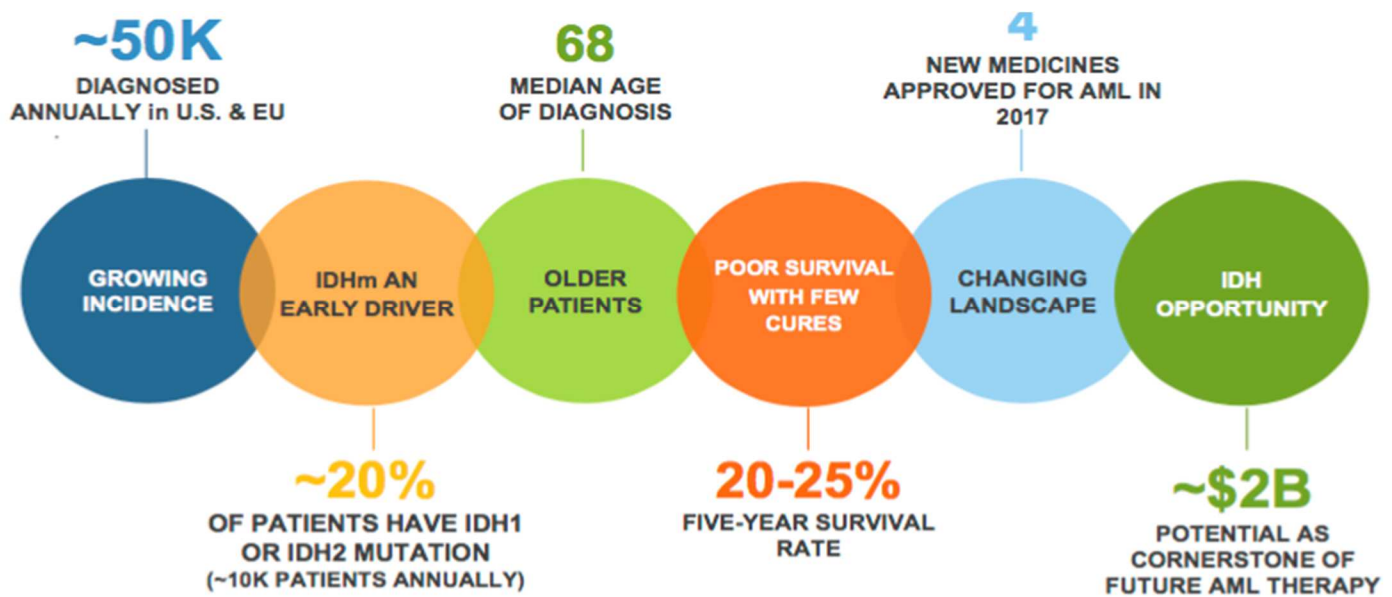 ~50K
DIAGNOSED
ANNUALLY in U.S. & EU
68
MEDIAN AGE
OF DIAGNOSIS
4
NEW MEDICINES
APPROVED FOR AML IN
2017
GROWING
INCIDENCE
IDHm AN
EARLY DRIVER
OLDER
PATIENTS
POOR SURVIVAL
WITH FEW
CURES
CHANGING
LANDSCAPE
IDH
OPPORTUNITY
~20%
OF PATIENTS HAVE IDH1
OR IDH2 MUTATION
(~10K PATIENTS ANNUALLY)
20-25%
FIVE-YEAR SURVIVAL
RATE
~$2B
POTENTIAL AS
CORNERSTONE OF
FUTURE AML THERAPY